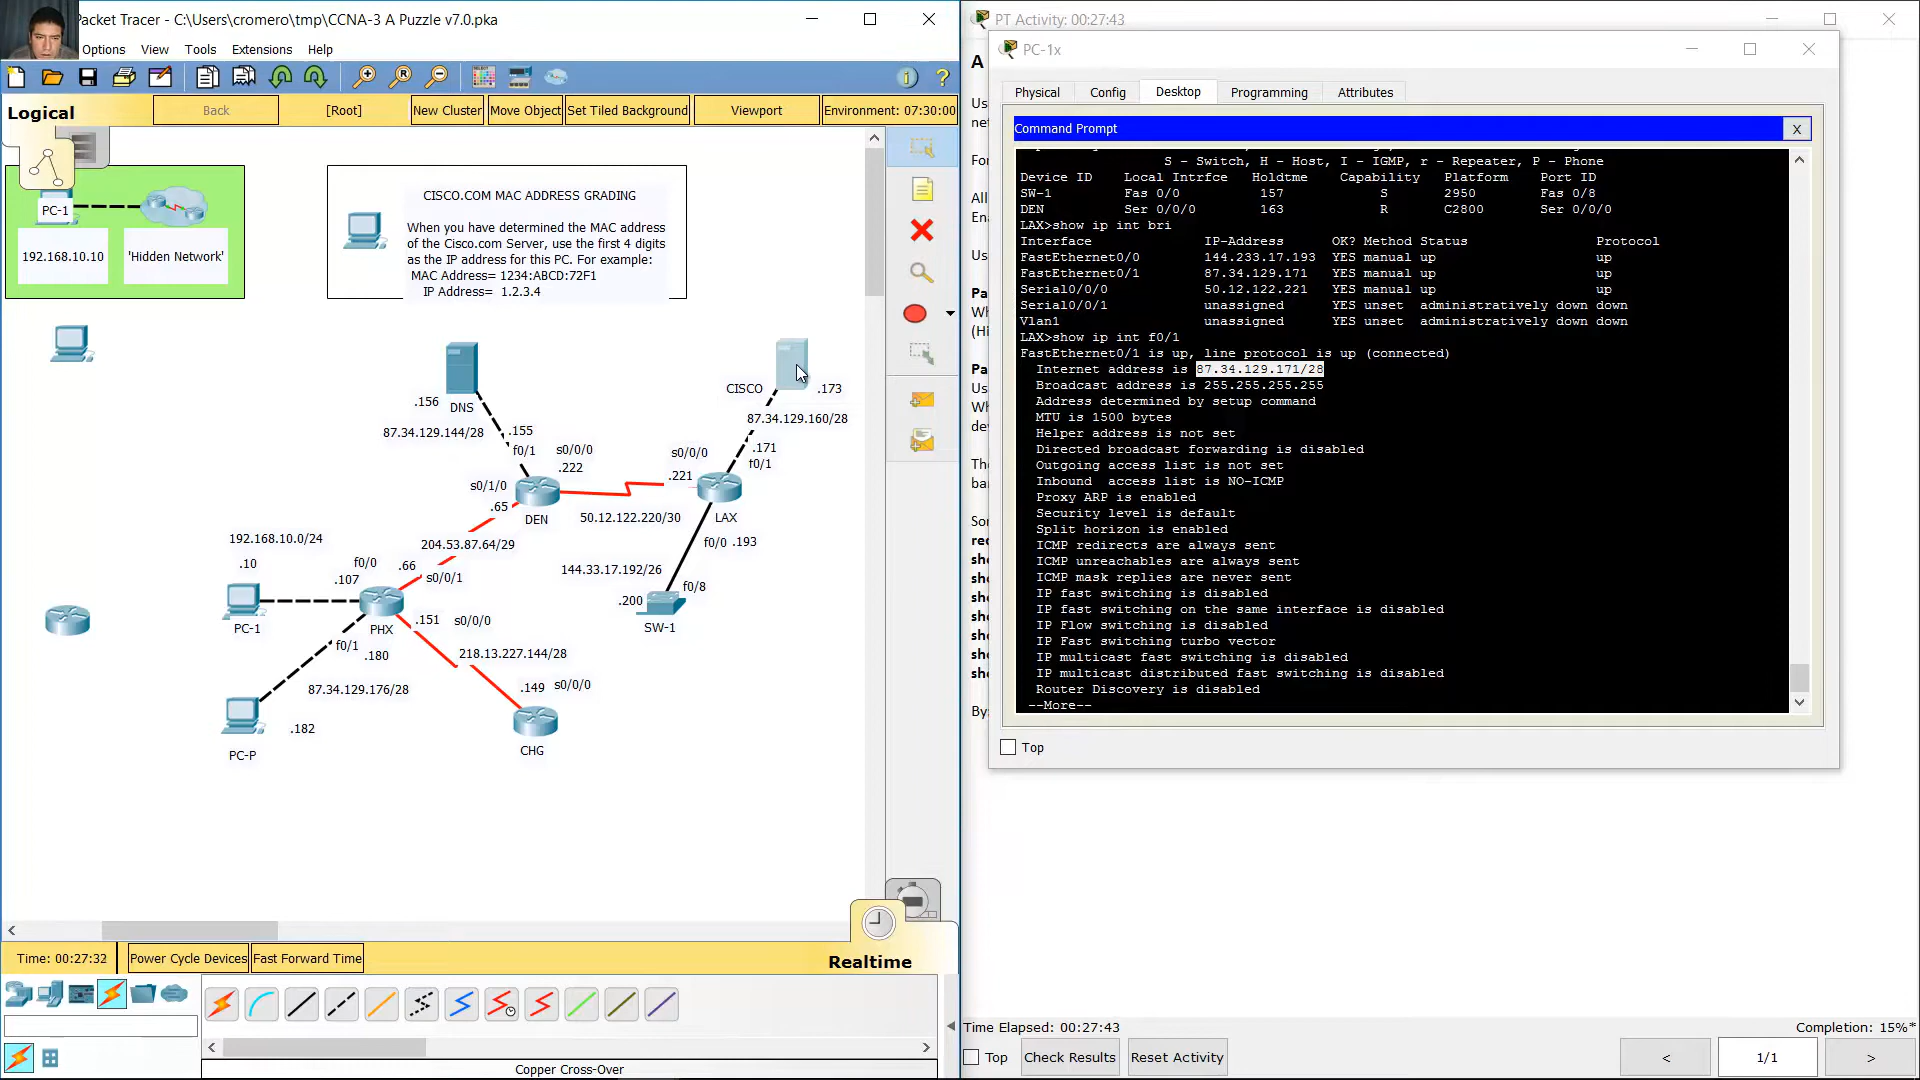 Packet Tracer - C:\Users\cromero\tmp\CCNA-3 A Puzzle v7.0.pka
Options View Tools Extensions Help
Logical Back [Root] New Cluster Move Object Set Tiled Background Viewport Environment: 07:30:00
PC-1
192.168.10.10
'Hidden Network'
CISCO.COM MAC ADDRESS GRADING
When you have determined the MAC address
of the Cisco.com Server, use the first 4 digits
as the IP address for this PC. For example:
MAC Address= 1234:ABCD:72F1
IP Address= 1.2.3.4
CISCO .173
.156 DNS
87.34.129.160/28
87.34.129.144/28
.155
f0/1
s0/0/0
.222
s0/0/0
.221
.171
f0/1
s0/1/0
.65
DEN
50.12.122.220/30
LAX
192.168.10.0/24
.10
204.53.87.64/29
f0/0 .193
f0/0
.107
.66
s0/0/1
144.33.17.192/26
f0/8
.200
SW-1
PC-1
PHX
.151 s0/0/0
f0/1
.180
218.13.227.144/28
87.34.129.176/28
.149 s0/0/0
.182
PC-P
CHG
Time: 00:27:32 Power Cycle Devices Fast Forward Time Realtime
Copper Cross-Over
PT Activity: 00:27:43
PC-1x
Physical Config Desktop Programming Attributes
Command Prompt X
S - Switch, H - Host, I - IGMP, r - Repeater, P - Phone
Device ID Local Intrfce Holdtme Capability Platform Port ID
SW-1 Fas 0/0 157 S 2950 Fas 0/8
DEN Ser 0/0/0 163 R C2800 Ser 0/0/0
LAX>show ip int bri
Interface IP-Address OK? Method Status Protocol
FastEthernet0/0 144.233.17.193 YES manual up up
FastEthernet0/1 87.34.129.171 YES manual up up
Serial0/0/0 50.12.122.221 YES manual up up
Serial0/0/1 unassigned YES unset administratively down down
Vlan1 unassigned YES unset administratively down down
LAX>show ip int f0/1
FastEthernet0/1 is up, line protocol is up (connected)
Internet address is 87.34.129.171/28
Broadcast address is 255.255.255.255
Address determined by setup command
MTU is 1500 bytes
Helper address is not set
Directed broadcast forwarding is disabled
Outgoing access list is not set
Inbound access list is NO-ICMP
Proxy ARP is enabled
Security level is default
Split horizon is enabled
ICMP redirects are always sent
ICMP unreachables are always sent
ICMP mask replies are never sent
IP fast switching is disabled
IP fast switching on the same interface is disabled
IP Flow switching is disabled
IP Fast switching turbo vector
IP multicast fast switching is disabled
IP multicast distributed fast switching is disabled
Router Discovery is disabled
--More--
Top
Time Elapsed: 00:27:43 Completion: 15%*
Top Check Results Reset Activity < 1/1 >